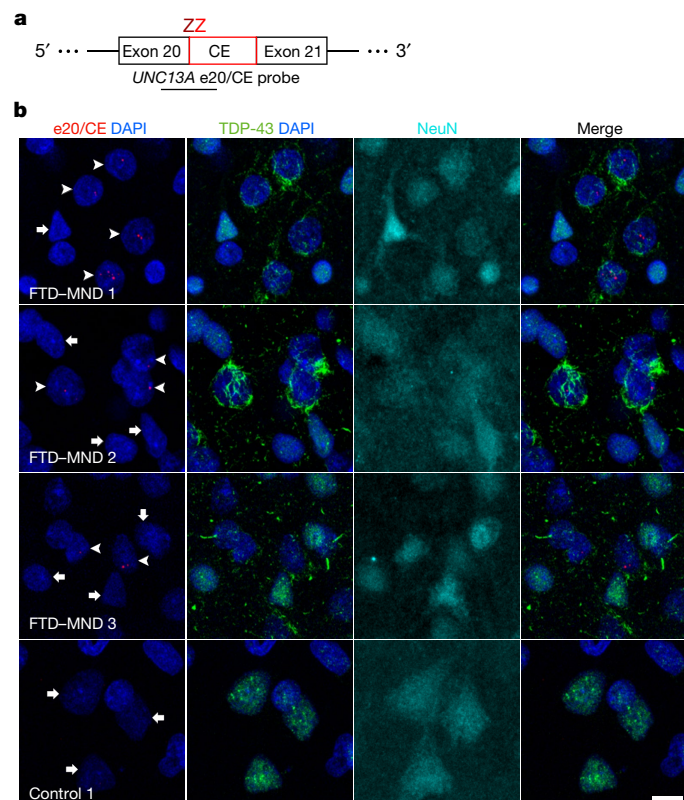 a
ZZ
5′ ··· Exon 20 CE Exon 21 ··· 3′
UNC13A e20/CE probe
b
e20/CE DAPI TDP-43 DAPI NeuN Merge
FTD–MND 1
FTD–MND 2
FTD–MND 3
Control 1